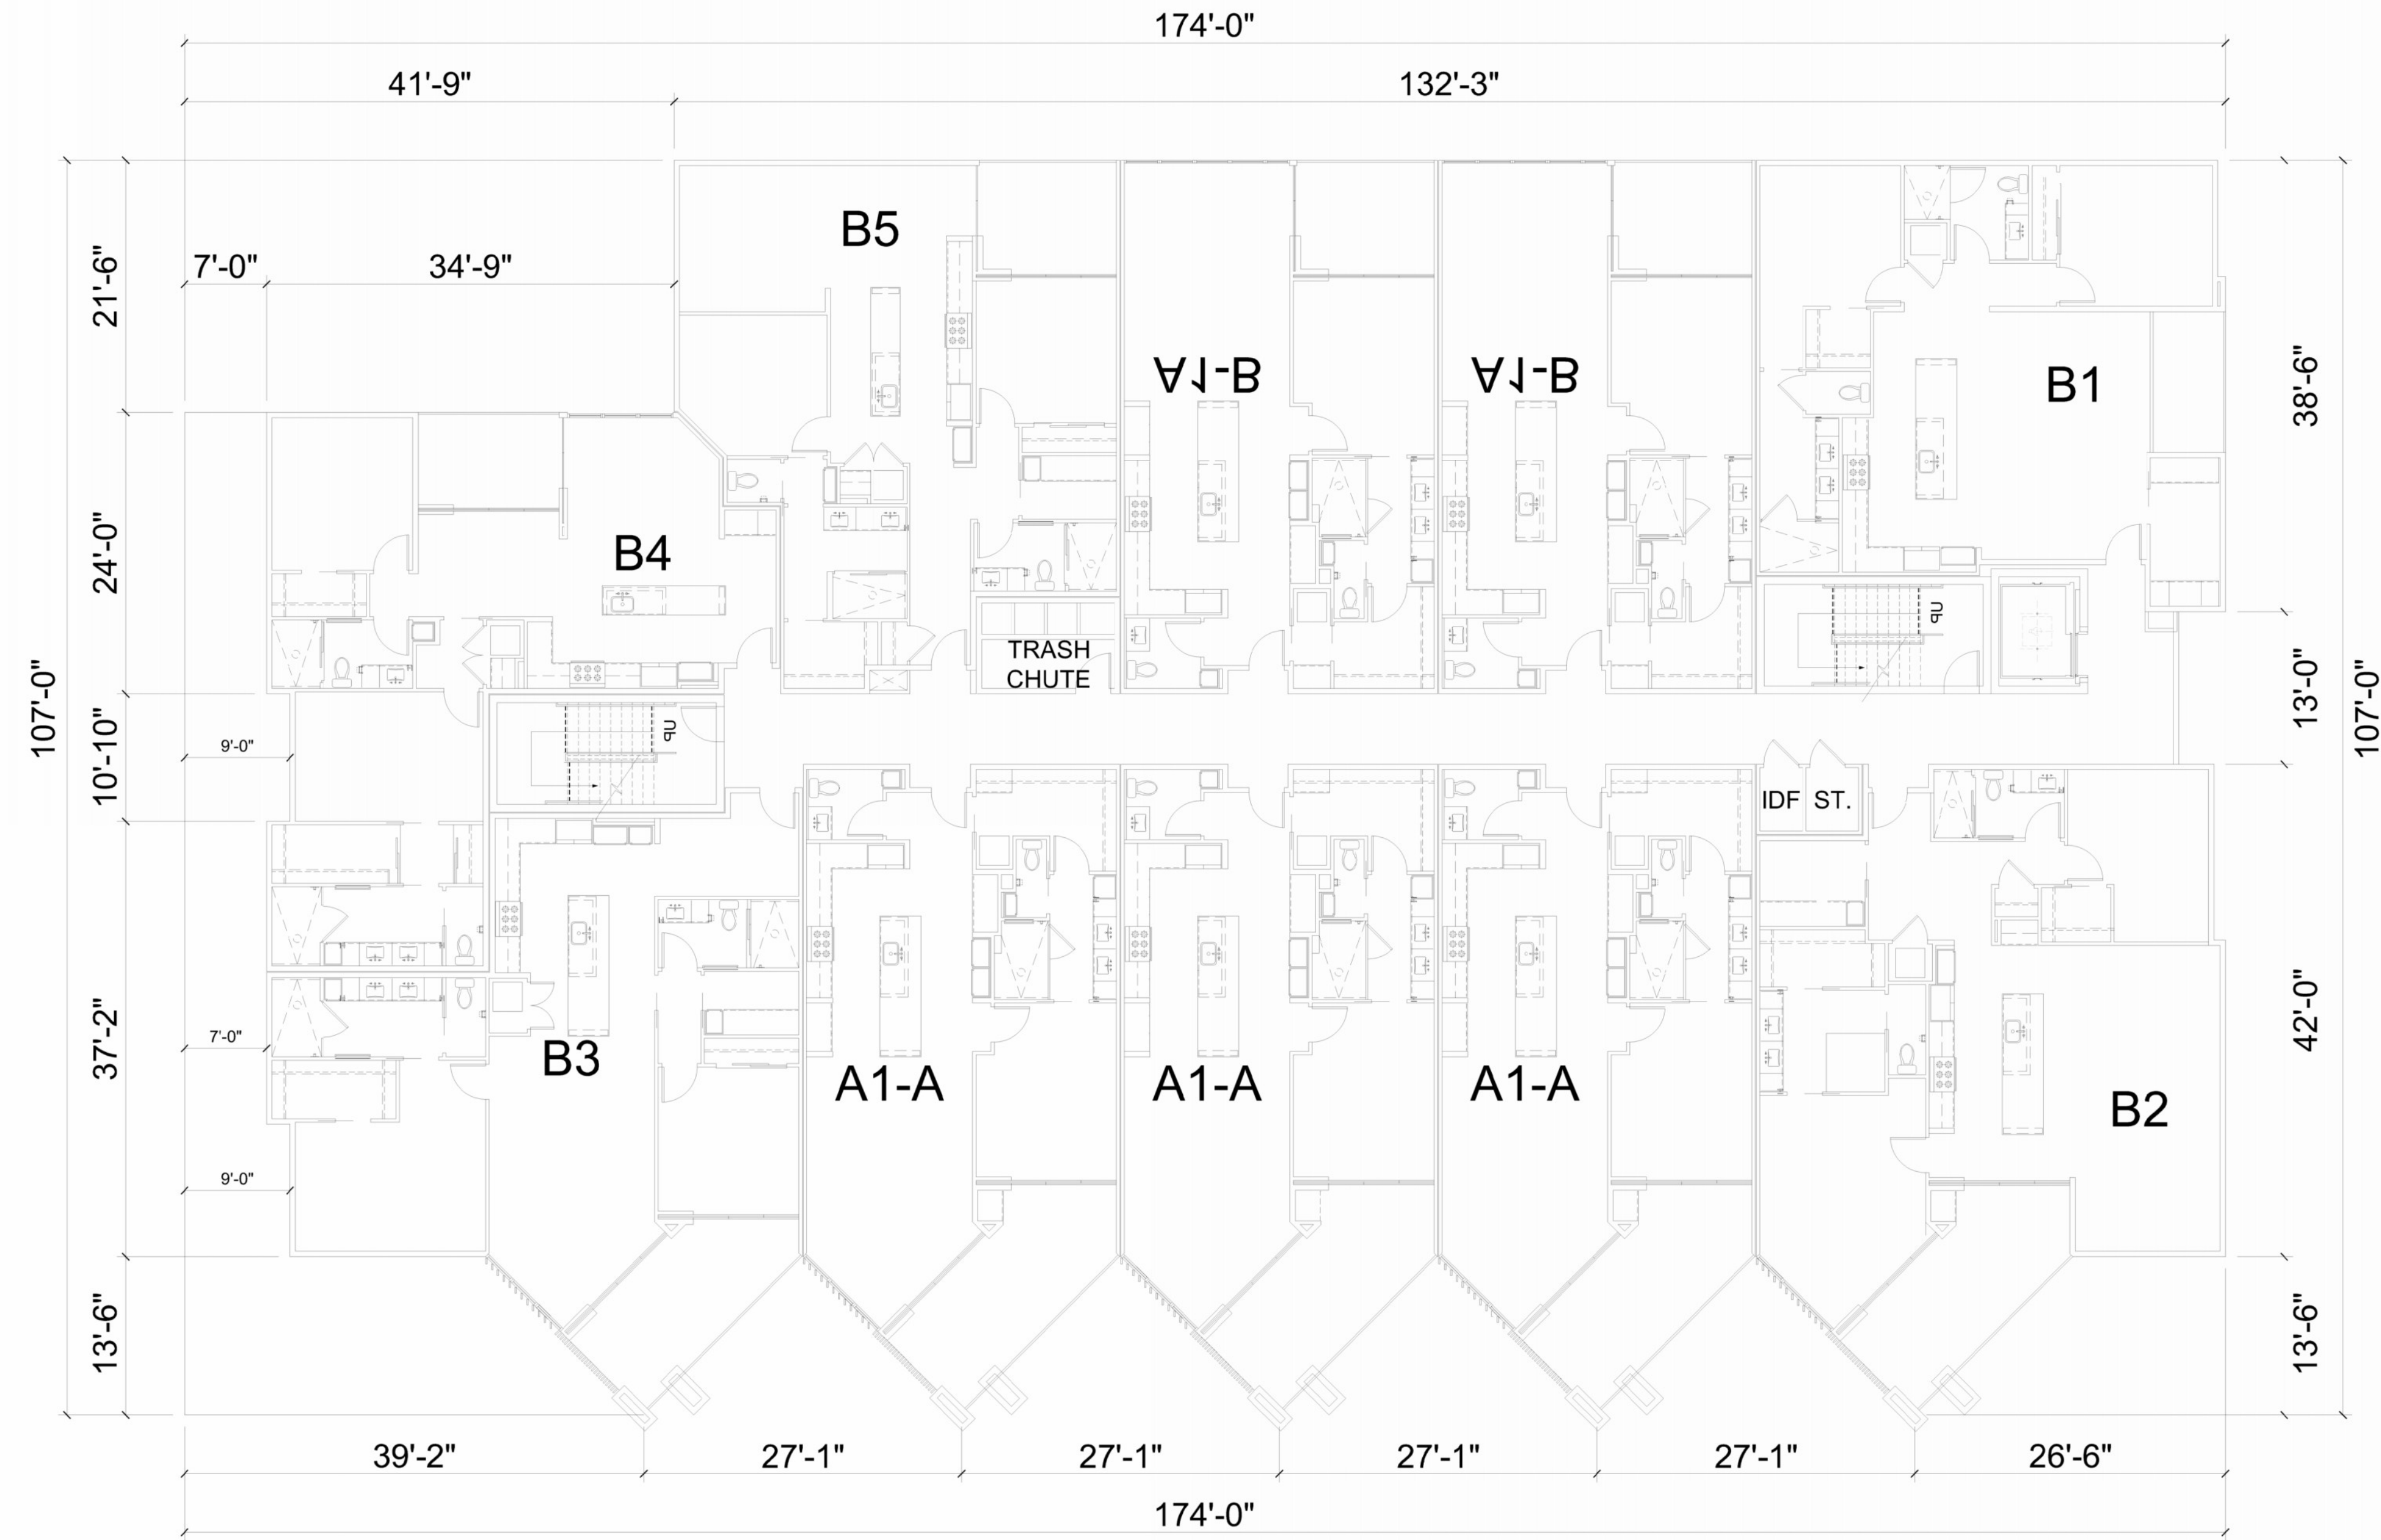 174'-0"
41'-9"
132'-3"
7'-0"
34'-9"
107'-0"
21'-6"
24'-0"
10'-10"
37'-2"
13'-6"
9'-0"
7'-0"
9'-0"
B5
A1-B
A1-B
B1
B4
TRASH
CHUTE
UP
UP
IDF
ST.
B3
A1-A
A1-A
A1-A
B2
38'-6"
13'-0"
42'-0"
13'-6"
107'-0"
39'-2"
27'-1"
27'-1"
27'-1"
27'-1"
26'-6"
174'-0"